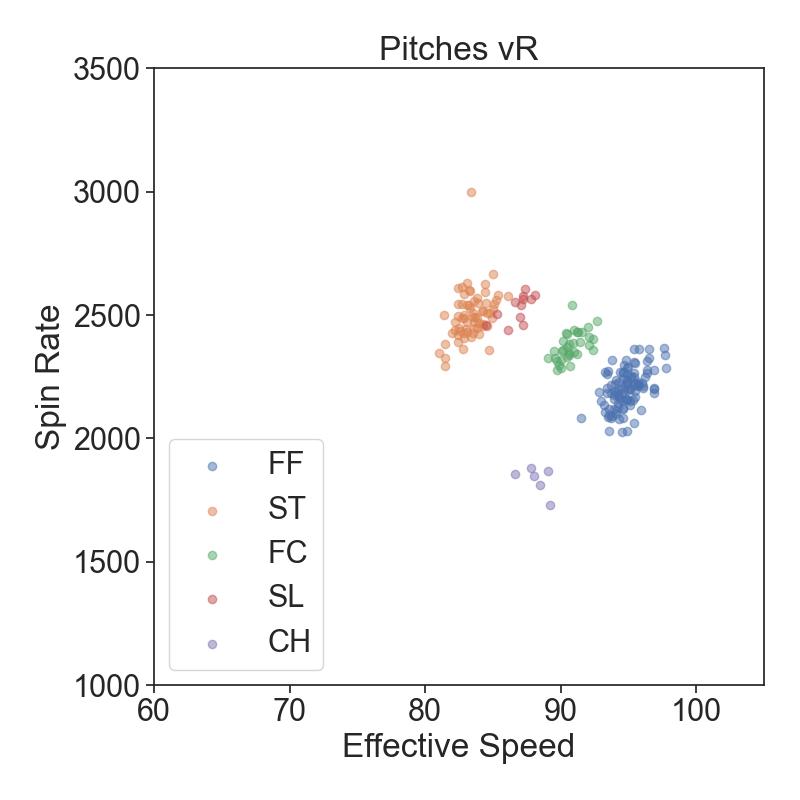 Pitches vR
3500
3000
2500
2000
1500
1000
Spin Rate
FF
ST
FC
SL
CH
60 70 80 90 100
Effective Speed